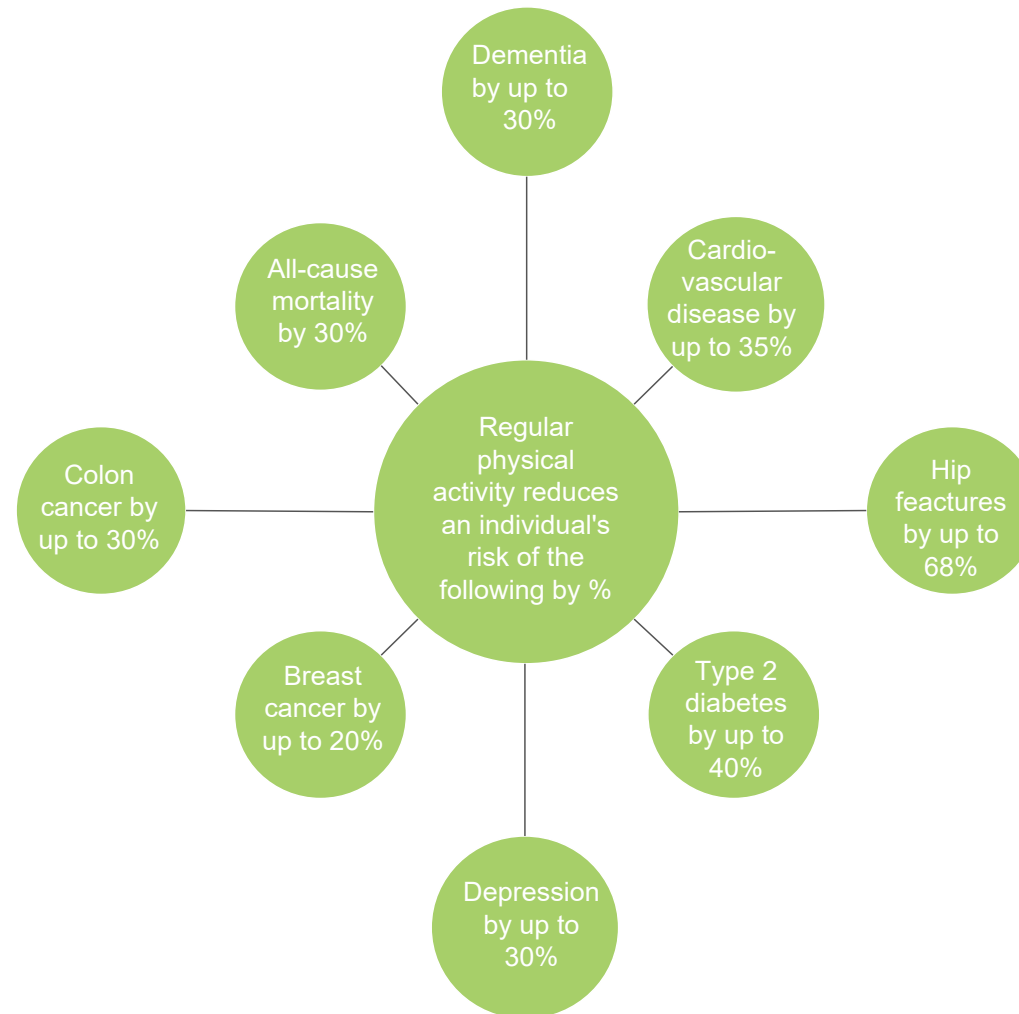 Dementia
by up to
30%
All-cause
mortality
by 30%
Cardio-
vascular
disease by
up to 35%
Regular
physical
activity reduces
an individual's
risk of the
following by %
Colon
cancer by
up to 30%
Hip
feactures
by up to
68%
Breast
cancer by
up to 20%
Type 2
diabetes
by up to
40%
Depression
by up to
30%